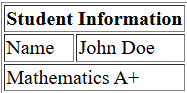 Student Information
Name John Doe
Mathematics A+